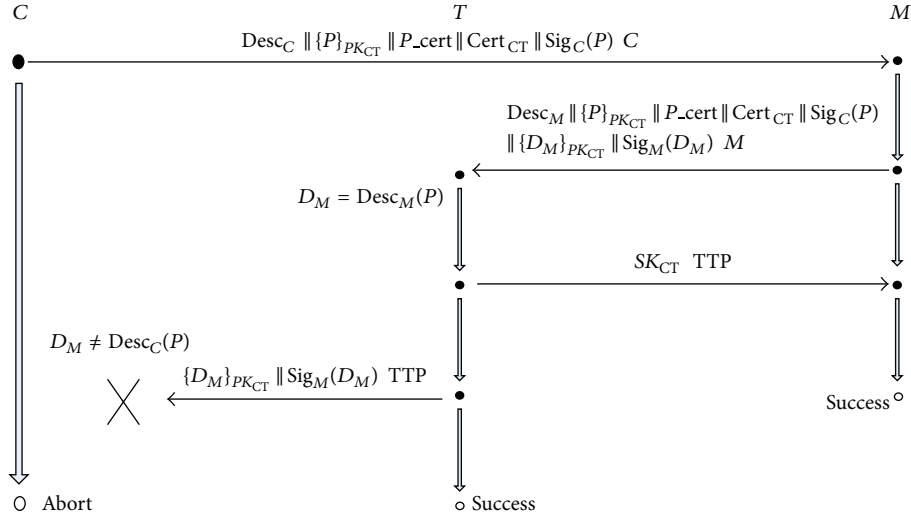 C T M
Desc_C ‖ {P}_{PK_CT} ‖ P_cert ‖ Cert_CT ‖ Sig_C(P) C
Desc_M ‖ {P}_{PK_CT} ‖ P_cert ‖ Cert_CT ‖ Sig_C(P)
‖ {D_M}_{PK_CT} ‖ Sig_M(D_M) M
D_M = Desc_M(P)
SK_CT TTP
D_M ≠ Desc_C(P)
{D_M}_{PK_CT} ‖ Sig_M(D_M) TTP
Success
Abort
Success